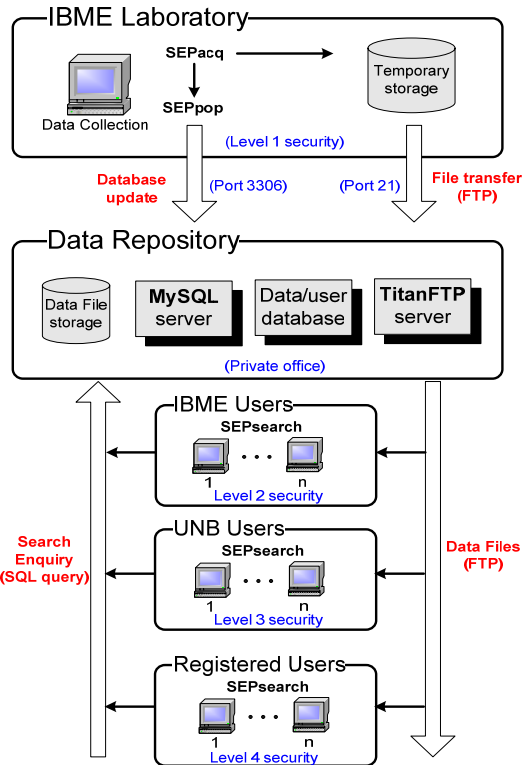 IBME Laboratory
SEPacq
SEPpop
Data Collection
Temporary
storage
(Level 1 security)
Database
update
(Port 3306)
(Port 21)
File transfer
(FTP)
Data Repository
Data File
storage
MySQL
server
Data/user
database
TitanFTP
server
(Private office)
IBME Users
SEPsearch
1
n
Level 2 security
UNB Users
SEPsearch
1
n
Level 3 security
Search
Enquiry
(SQL query)
Data Files
(FTP)
Registered Users
SEPsearch
1
n
Level 4 security